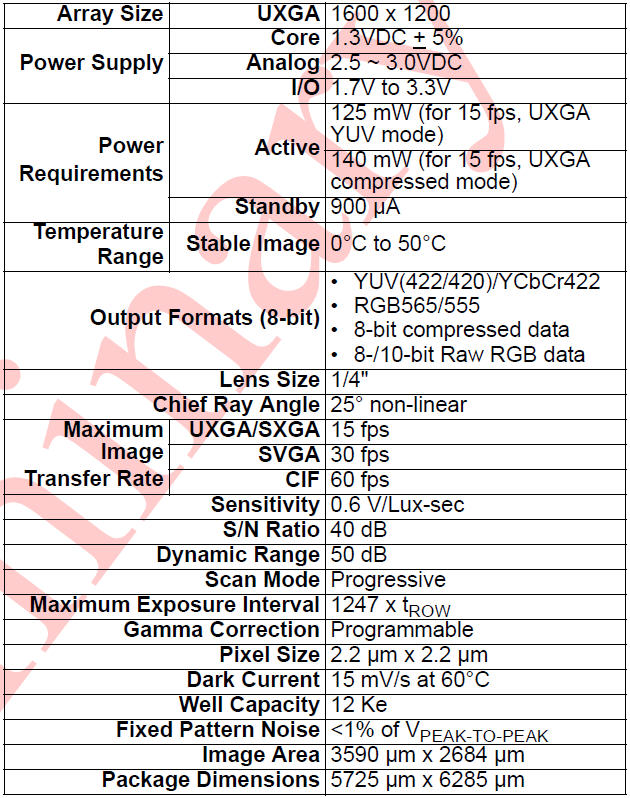 Array Size UXGA 1600 x 1200
Power Supply Core 1.3VDC ± 5%
Analog 2.5 ~ 3.0VDC
I/O 1.7V to 3.3V
Power Requirements Active 125 mW (for 15 fps, UXGA
YUV mode)
140 mW (for 15 fps, UXGA
compressed mode)
Standby 900 µA
Temperature
Range Stable Image 0°C to 50°C
Output Formats (8-bit) • YUV(422/420)/YCbCr422
• RGB565/555
• 8-bit compressed data
• 8-/10-bit Raw RGB data
Lens Size 1/4"
Chief Ray Angle 25° non-linear
Maximum
Image
Transfer Rate UXGA/SXGA 15 fps
SVGA 30 fps
CIF 60 fps
Sensitivity 0.6 V/Lux-sec
S/N Ratio 40 dB
Dynamic Range 50 dB
Scan Mode Progressive
Maximum Exposure Interval 1247 x tROW
Gamma Correction Programmable
Pixel Size 2.2 µm x 2.2 µm
Dark Current 15 mV/s at 60°C
Well Capacity 12 Ke
Fixed Pattern Noise <1% of VPEAK-TO-PEAK
Image Area 3590 µm x 2684 µm
Package Dimensions 5725 µm x 6285 µm
inary